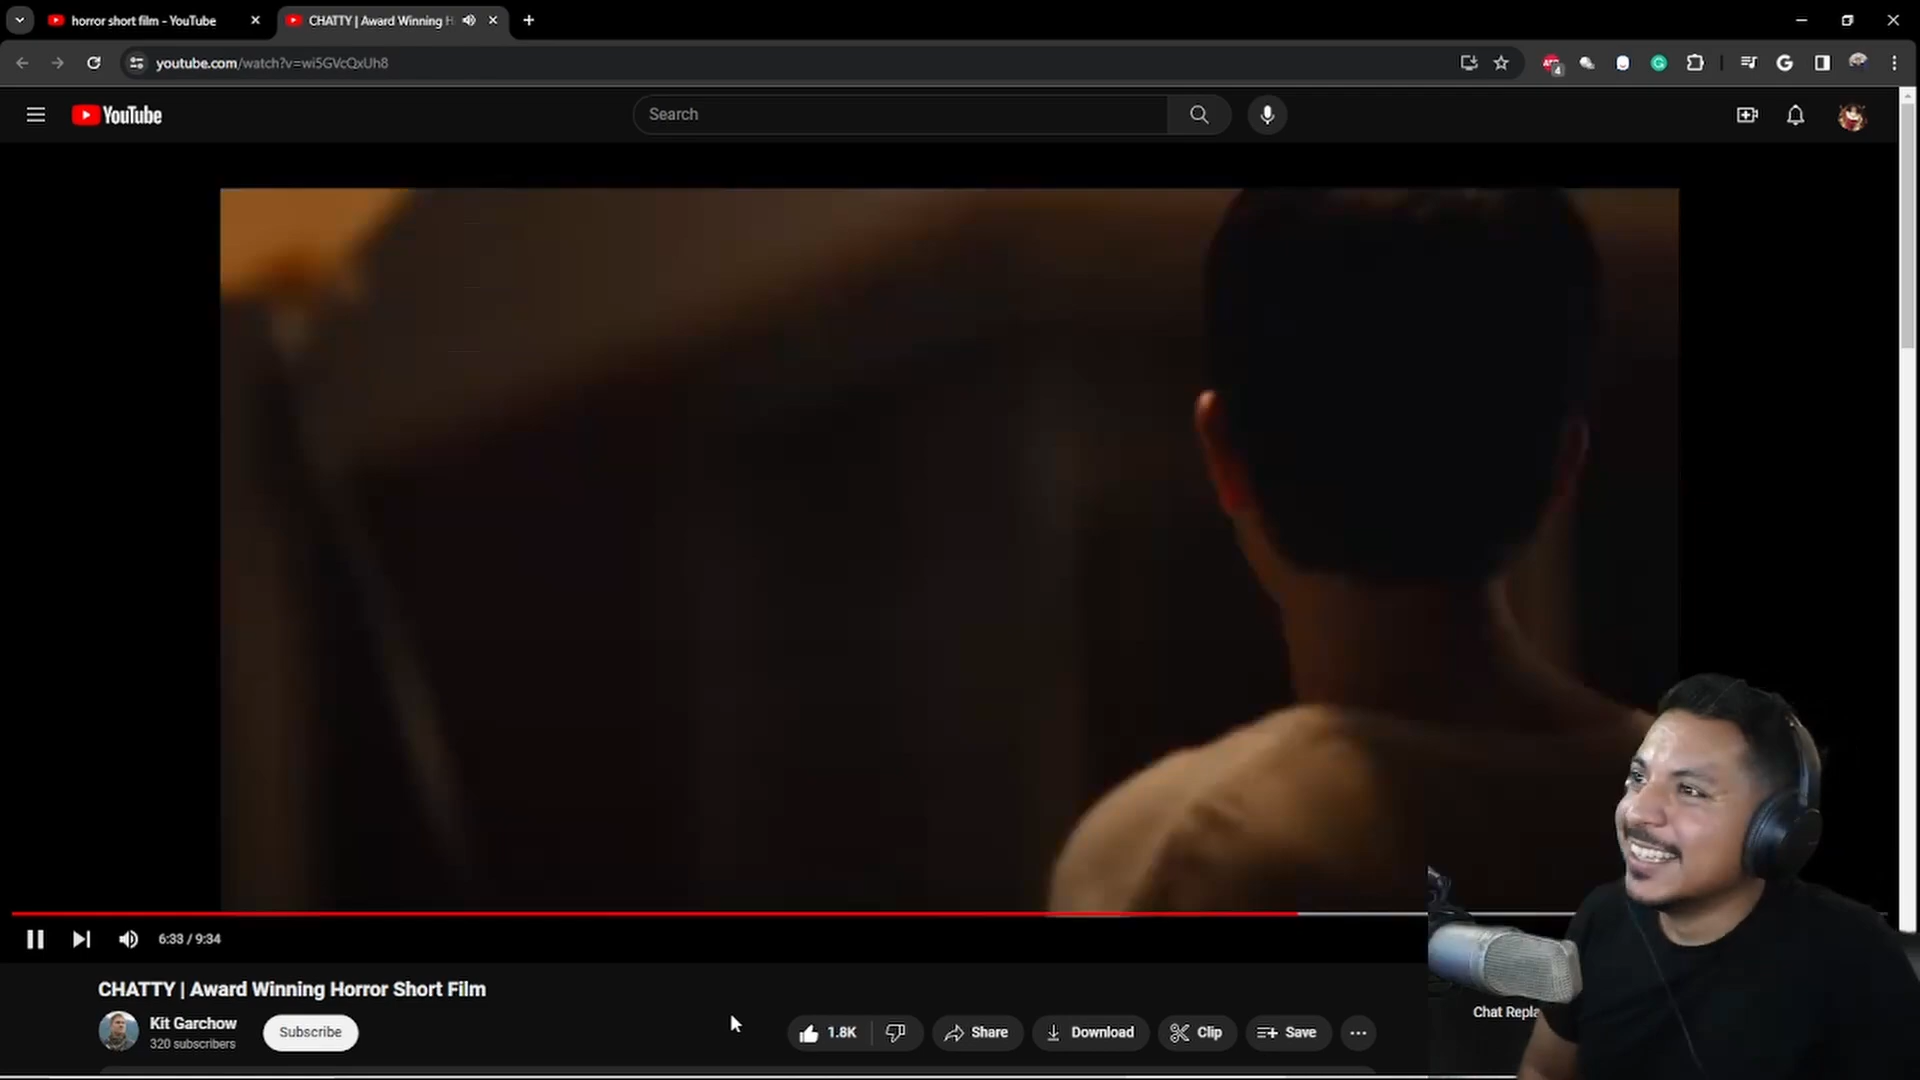 horror short film - YouTube
CHATTY | Award Winning H
youtube.com/watch?v=wi5GVcQxUh8
4
YouTube
Search
6:33 / 9:34
CHATTY | Award Winning Horror Short Film
Kit Garchow
320 subscribers
Subscribe
1.8K
Share
Download
Clip
Save
Chat Repla